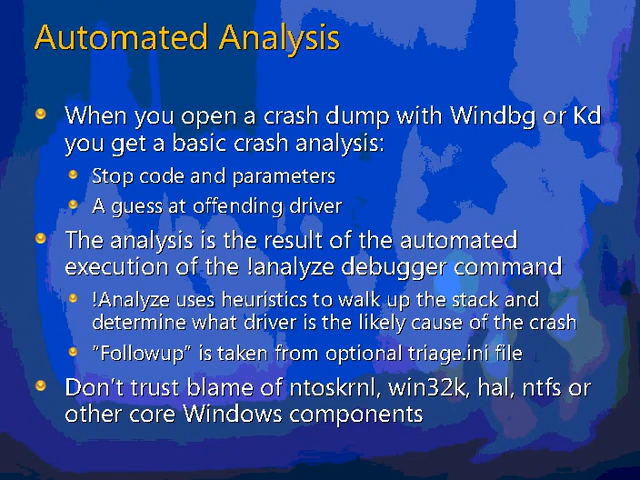 Automated Analysis
When you open a crash dump with Windbg or Kd
you get a basic crash analysis:
Stop code and parameters
A guess at offending driver
The analysis is the result of the automated
execution of the !analyze debugger command
!Analyze uses heuristics to walk up the stack and
determine what driver is the likely cause of the crash
“Followup” is taken from optional triage.ini file
Don’t trust blame of ntoskrnl, win32k, hal, ntfs or
other core Windows components